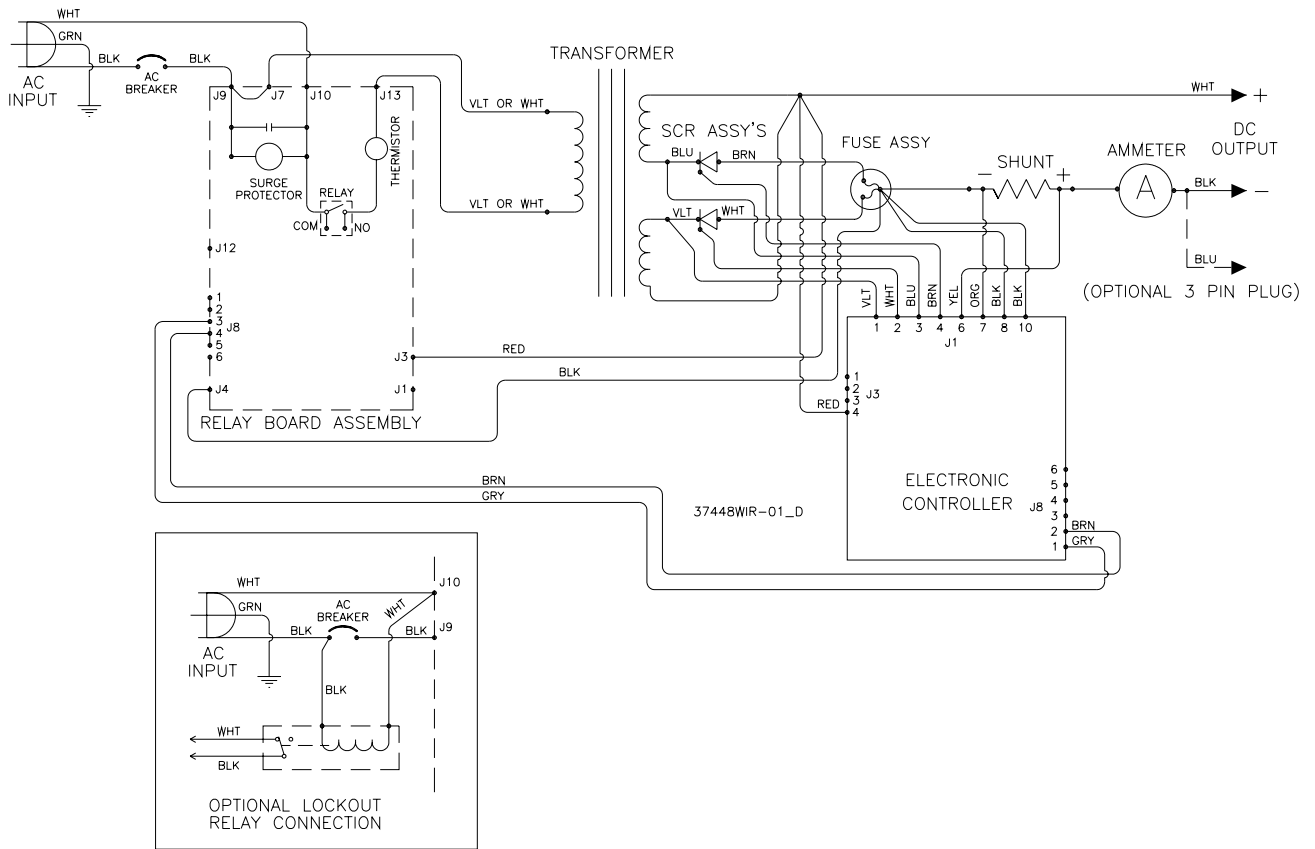 WHT
GRN
BLK
BLK
AC
INPUT
AC
BREAKER
J9
J7
J10
J13
SURGE
PROTECTOR
THERMISTOR
RELAY
COM
NO
J12
1
2
3
4
5
6
J8
J4
J3
J1
RELAY BOARD ASSEMBLY
TRANSFORMER
VLT OR WHT
VLT OR WHT
SCR ASSY'S
BLU
BRN
VLT
WHT
FUSE ASSY
SHUNT
−
+
AMMETER
A
WHT
+
DC
OUTPUT
BLK
−
BLU
(OPTIONAL 3 PIN PLUG)
VLT
WHT
BLU
BRN
YEL
ORG
BLK
BLK
1
2
3
4
6
7
8
10
J1
RED
BLK
RED
1
2
3
4
J3
ELECTRONIC
CONTROLLER
6
5
4
3
2
1
J8
BRN
GRY
BRN
GRY
37448WIR-01_D
WHT
GRN
BLK
AC
INPUT
AC
BREAKER
WHT
BLK
J10
J9
BLK
WHT
BLK
OPTIONAL LOCKOUT
RELAY CONNECTION